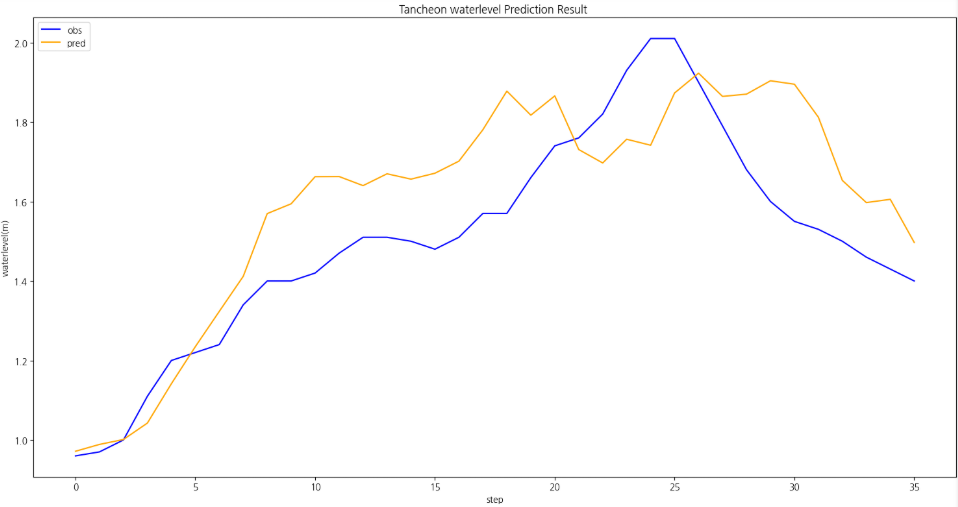 Tancheon waterlevel Prediction Result
obs
pred
waterlevel(m)
2.0
1.8
1.6
1.4
1.2
1.0
0 5 10 15 20 25 30 35
step